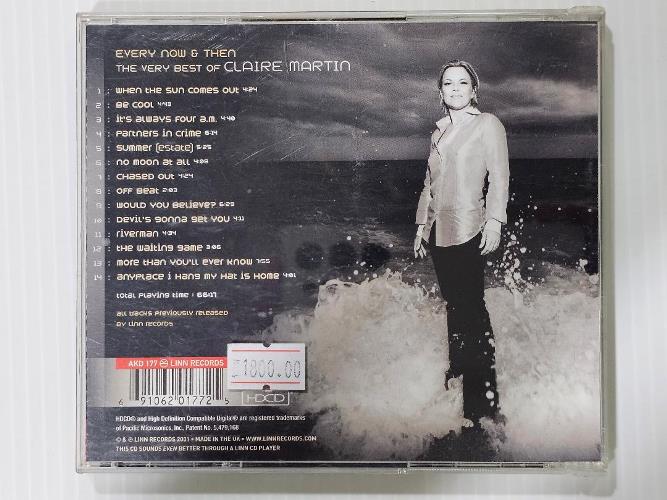 EVERY NOW & THEN
THE VERY BEST OF CLAIRE MARTIN
1 : when the sun comes out 4:24
2 : Be cool 4:43
3 : it's always four a.m. 4:40
4 : partners in crime 6:14
5 : summer (estate) 5:25
6 : no moon at all 4:03
7 : chased out 4:24
8 : off beat 2:03
9 : would you believe? 6:29
10 : devil's gonna get you 4:11
11 : riverman 4:34
12 : the waiting game 3:06
13 : more than you'll ever know 7:55
14 : anyplace i hang my hat is home 4:01
total playing time : 66:17
all tracks previously released
by linn records
AKD 177 LINN RECORDS
1800.00
6 91062 01772 5
HDCD
HDCD® and High Definition Compatible Digital® are registered trademarks
of Pacific Microsonics, Inc., Patent No. 5,479,168
© & ℗ LINN RECORDS 2001 • MADE IN THE UK • WWW.LINNRECORDS.COM
THIS CD SOUNDS EVEN BETTER THROUGH A LINN CD PLAYER